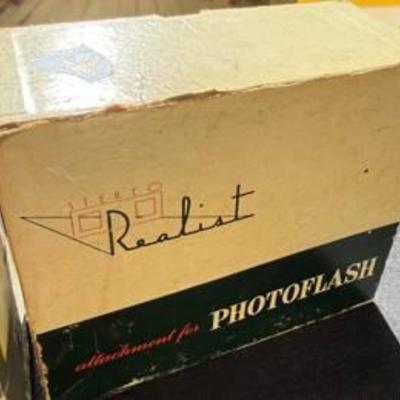 STEREO
Realist
attachment for PHOTOFLASH